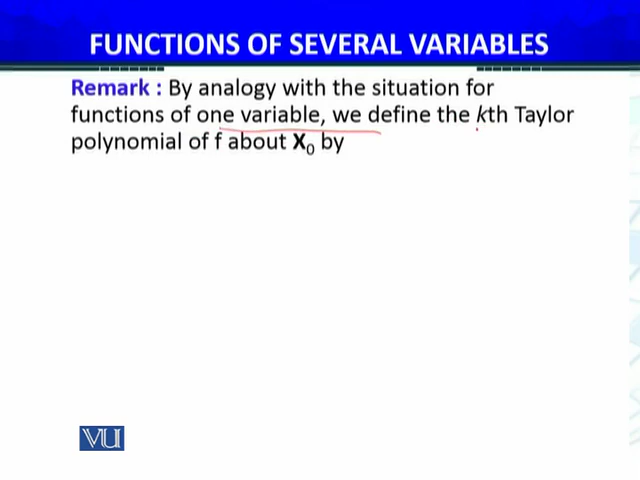 FUNCTIONS OF SEVERAL VARIABLES
Remark : By analogy with the situation for
functions of one variable, we define the kth Taylor
polynomial of f about X₀ by
VU